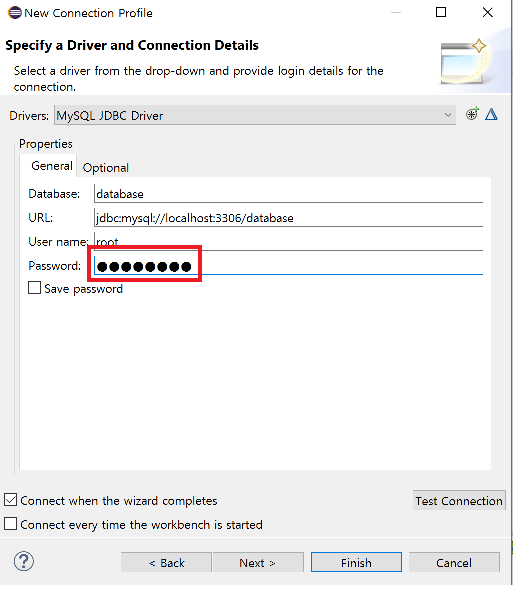 New Connection Profile
Specify a Driver and Connection Details
Select a driver from the drop-down and provide login details for the
connection.
Drivers: MySQL JDBC Driver
Properties
General Optional
Database: database
URL: jdbc:mysql://localhost:3306/database
User name: root
Password: ●●●●●●●●
Save password
Connect when the wizard completes
Test Connection
Connect every time the workbench is started
? < Back Next > Finish Cancel